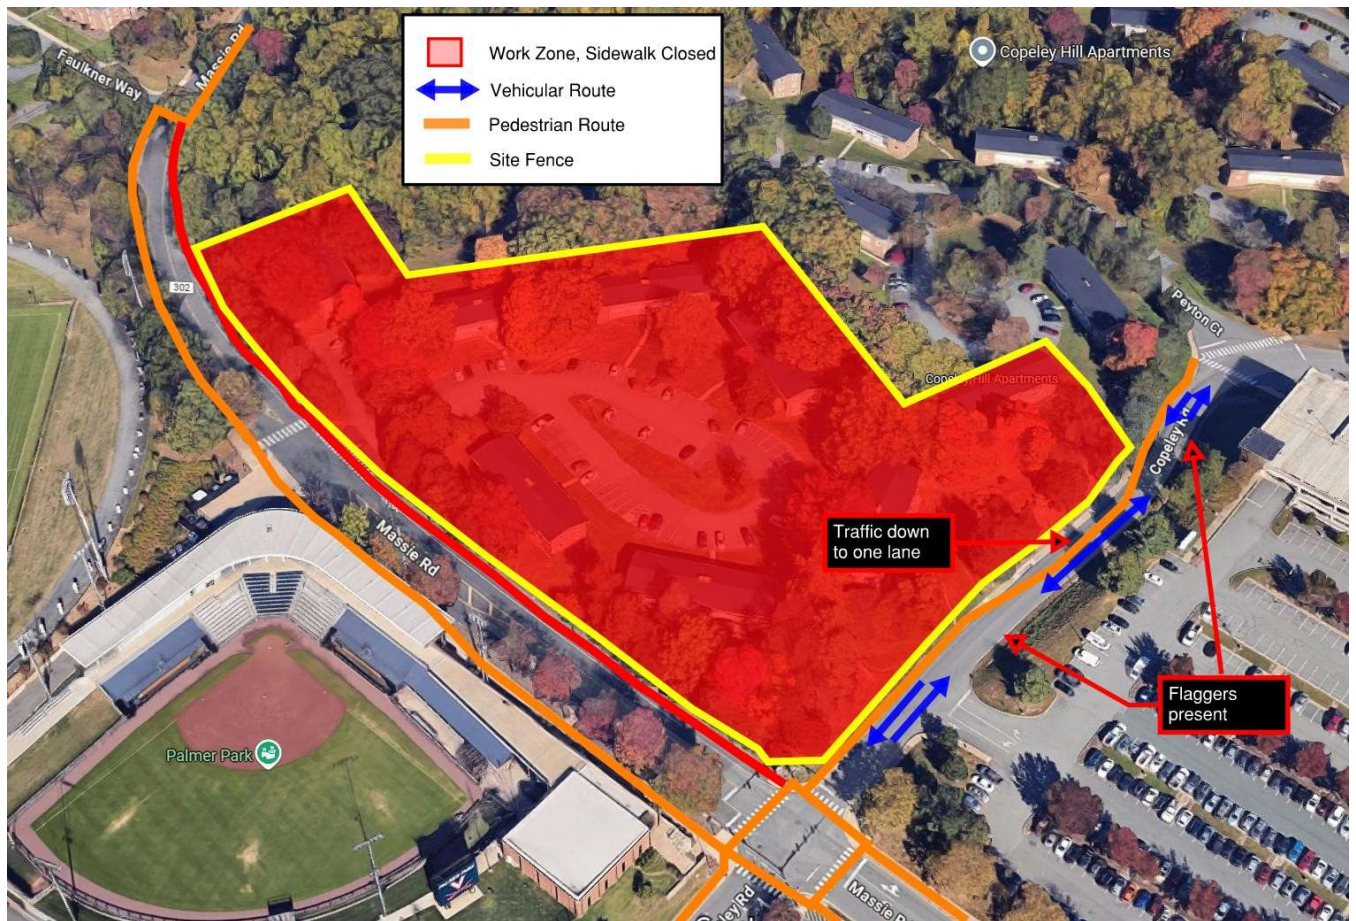 Work Zone, Sidewalk Closed
Vehicular Route
Pedestrian Route
Site Fence
Massie Rd
Faulkner Way
Copeley Hill Apartments
302
Peyton Ct
Copeley Hill Apartments
Copeley Rd
Traffic down
to one lane
Massie Rd
Flaggers
present
Palmer Park
Massie R
eley Rd